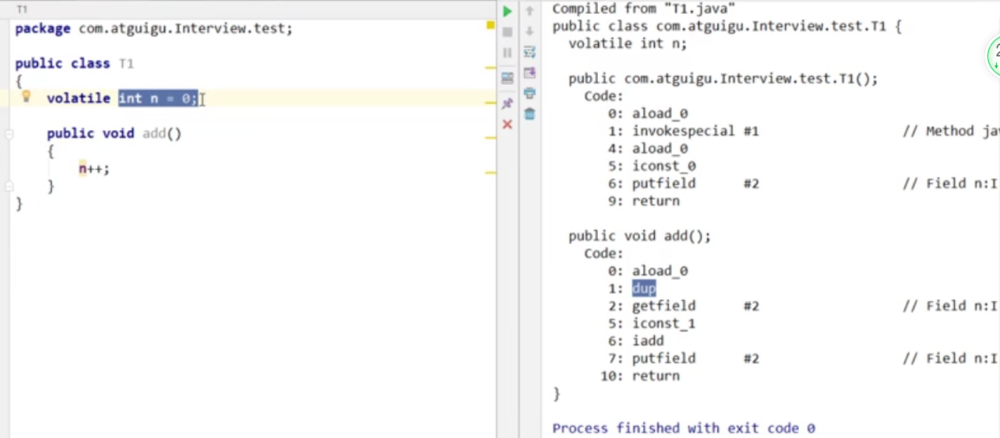 T1
package com.atguigu.Interview.test;
public class T1
{
volatile int n = 0;
public void add()
{
n++;
}
}
Compiled from "T1.java"
public class com.atguigu.Interview.test.T1 {
volatile int n;
public com.atguigu.Interview.test.T1();
Code:
0: aload_0
1: invokespecial #1 // Method ja
4: aload_0
5: iconst_0
6: putfield #2 // Field n:I
9: return
public void add();
Code:
0: aload_0
1: dup
2: getfield #2 // Field n:I
5: iconst_1
6: iadd
7: putfield #2 // Field n:I
10: return
}
Process finished with exit code 0